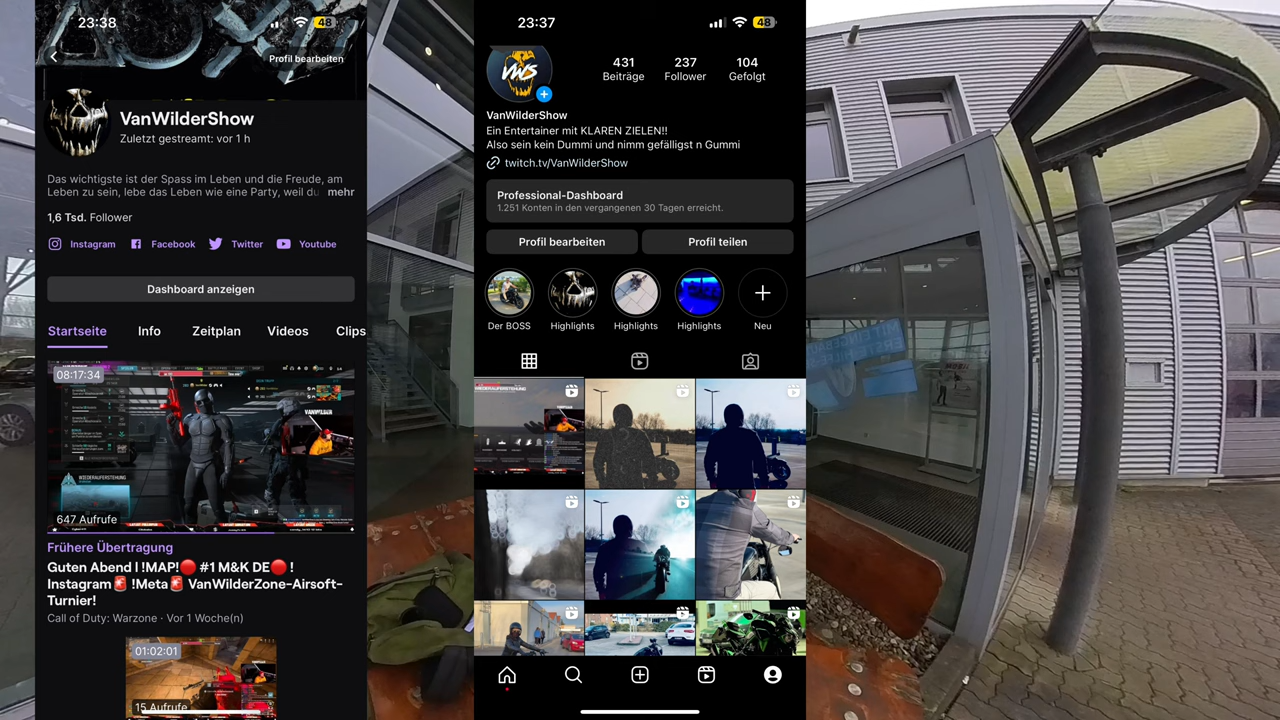 23:38
48
Profil bearbeiten
VanWilderShow
Zuletzt gestreamt: vor 1 h
Das wichtigste ist der Spass im Leben und die Freude, am
Leben zu sein, lebe das Leben wie eine Party, weil du
mehr
1,6 Tsd. Follower
Instagram
Facebook
Twitter
Youtube
Dashboard anzeigen
Startseite
Info
Zeitplan
Videos
Clips
08:17:34
VANWILDER
WIEDERAUFERSTEHUNG
647 Aufrufe
Frühere Übertragung
Guten Abend I !MAP!🔴 #1 M&K DE🔴 !
Instagram🚨 !Meta🚨 VanWilderZone-Airsoft-
Turnier!
Call of Duty: Warzone · Vor 1 Woche(n)
01:02:01
15 Aufrufe
23:37
48
VWS
431
Beiträge
237
Follower
104
Gefolgt
VanWilderShow
Ein Entertainer mit KLAREN ZIELEN!!
Also sein kein Dummi und nimm gefälligst n Gummi
twitch.tv/VanWilderShow
Professional-Dashboard
1.251 Konten in den vergangenen 30 Tagen erreicht.
Profil bearbeiten
Profil teilen
Der BOSS
Highlights
Highlights
Highlights
Neu